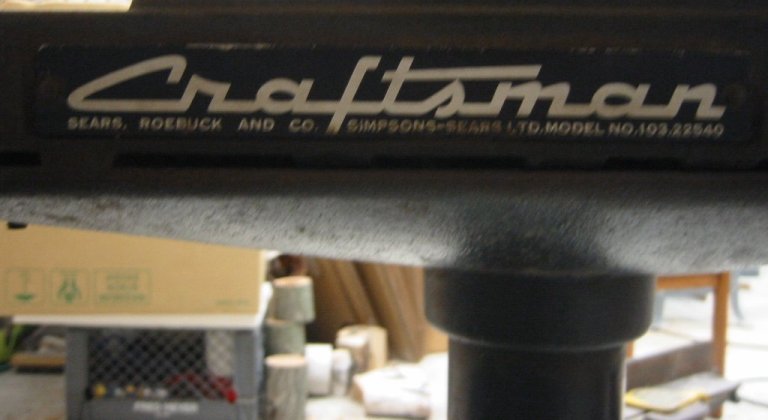 Craftsman
SEARS, ROEBUCK AND CO. SIMPSONS-SEARS LTD. MODEL NO. 103.22540